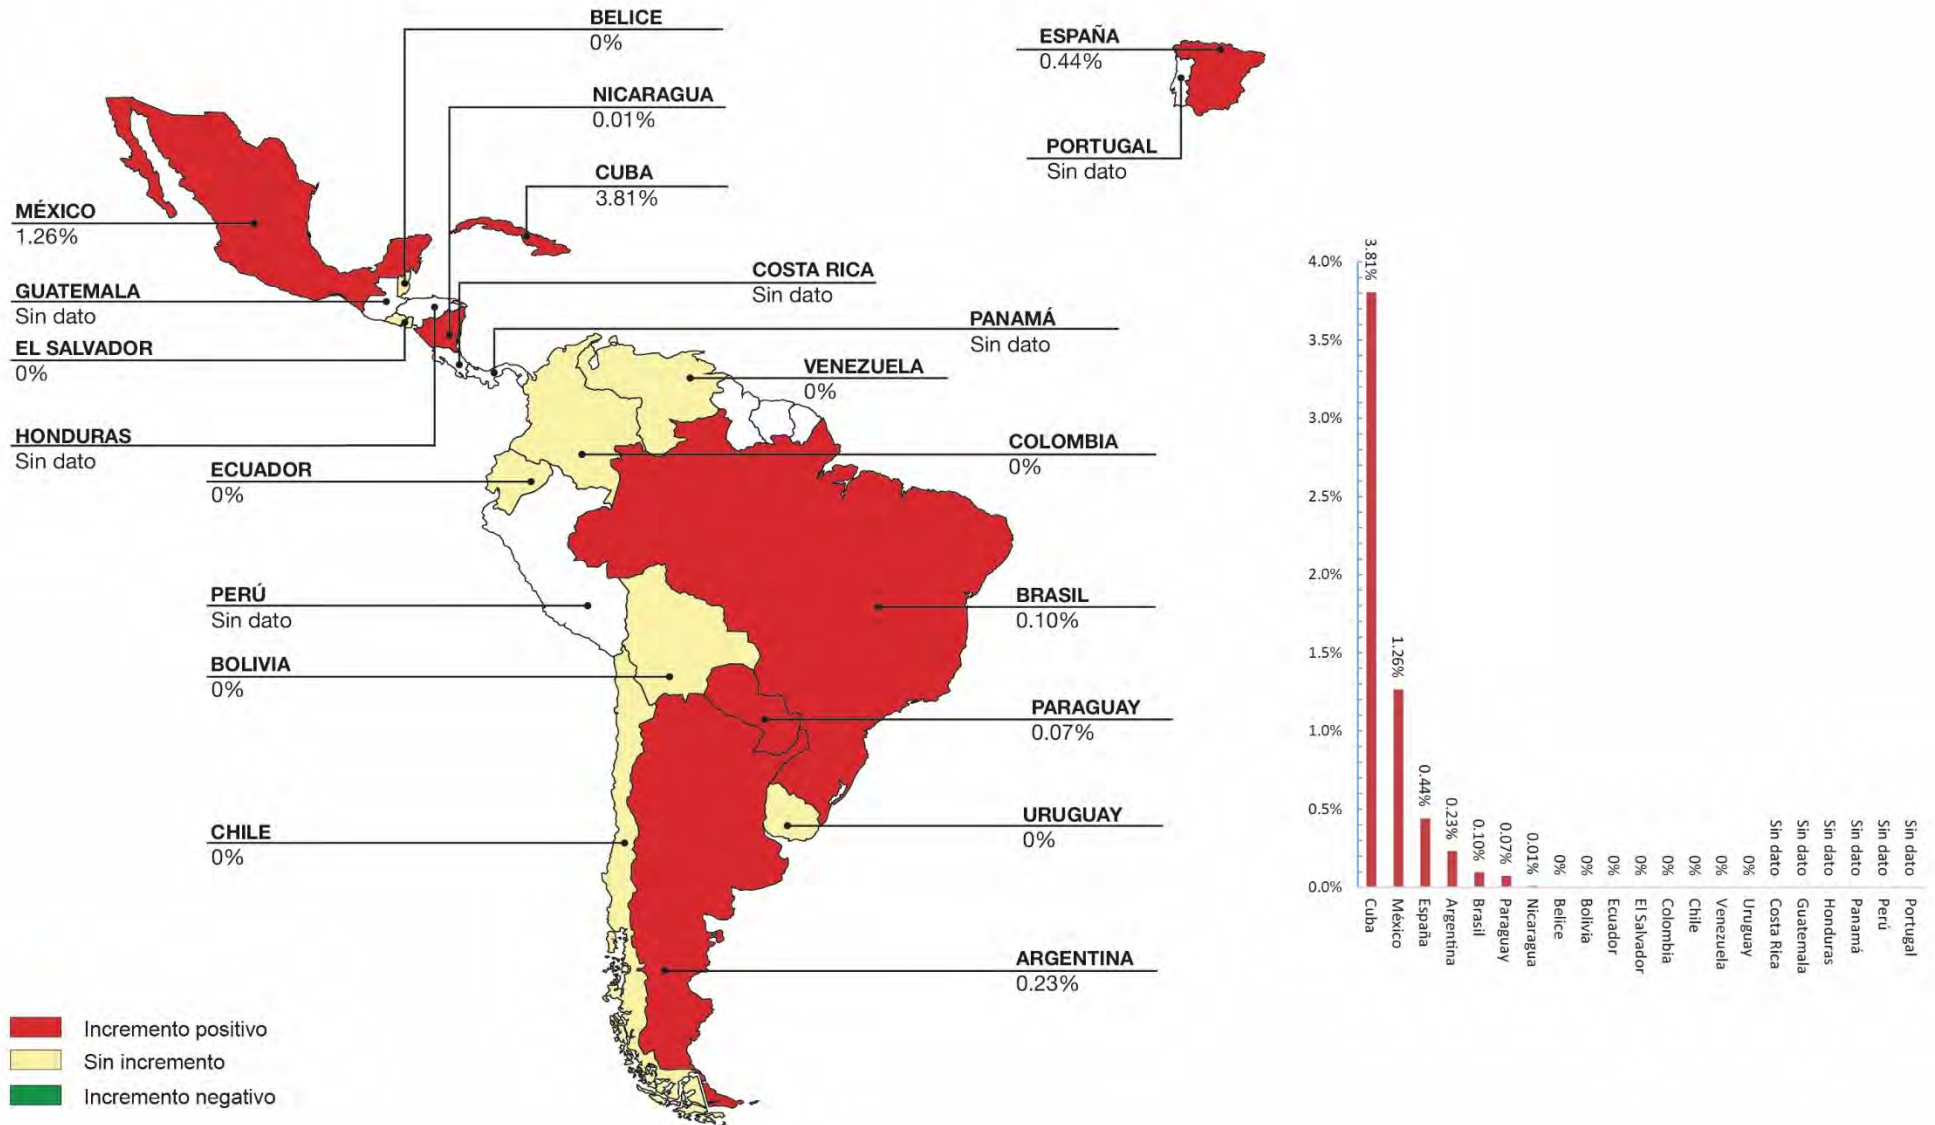 BELICE
0%
NICARAGUA
0.01%
CUBA
3.81%
ESPAÑA
0.44%
PORTUGAL
Sin dato
MÉXICO
1.26%
GUATEMALA
Sin dato
EL SALVADOR
0%
HONDURAS
Sin dato
COSTA RICA
Sin dato
PANAMÁ
Sin dato
VENEZUELA
0%
COLOMBIA
0%
ECUADOR
0%
PERÚ
Sin dato
BOLIVIA
0%
CHILE
0%
BRASIL
0.10%
PARAGUAY
0.07%
URUGUAY
0%
ARGENTINA
0.23%
Incremento positivo
Sin incremento
Incremento negativo
4.0%
3.5%
3.0%
2.5%
2.0%
1.5%
1.0%
0.5%
0.0%
3.81%
1.26%
0.44%
0.23%
0.10%
0.07%
0.01%
0%
0%
0%
0%
0%
0%
0%
0%
Sin dato
Sin dato
Sin dato
Sin dato
Sin dato
Sin dato
Cuba
México
España
Argentina
Brasil
Paraguay
Nicaragua
Belice
Bolivia
Ecuador
El Salvador
Colombia
Chile
Venezuela
Uruguay
Costa Rica
Guatemala
Honduras
Panamá
Perú
Portugal